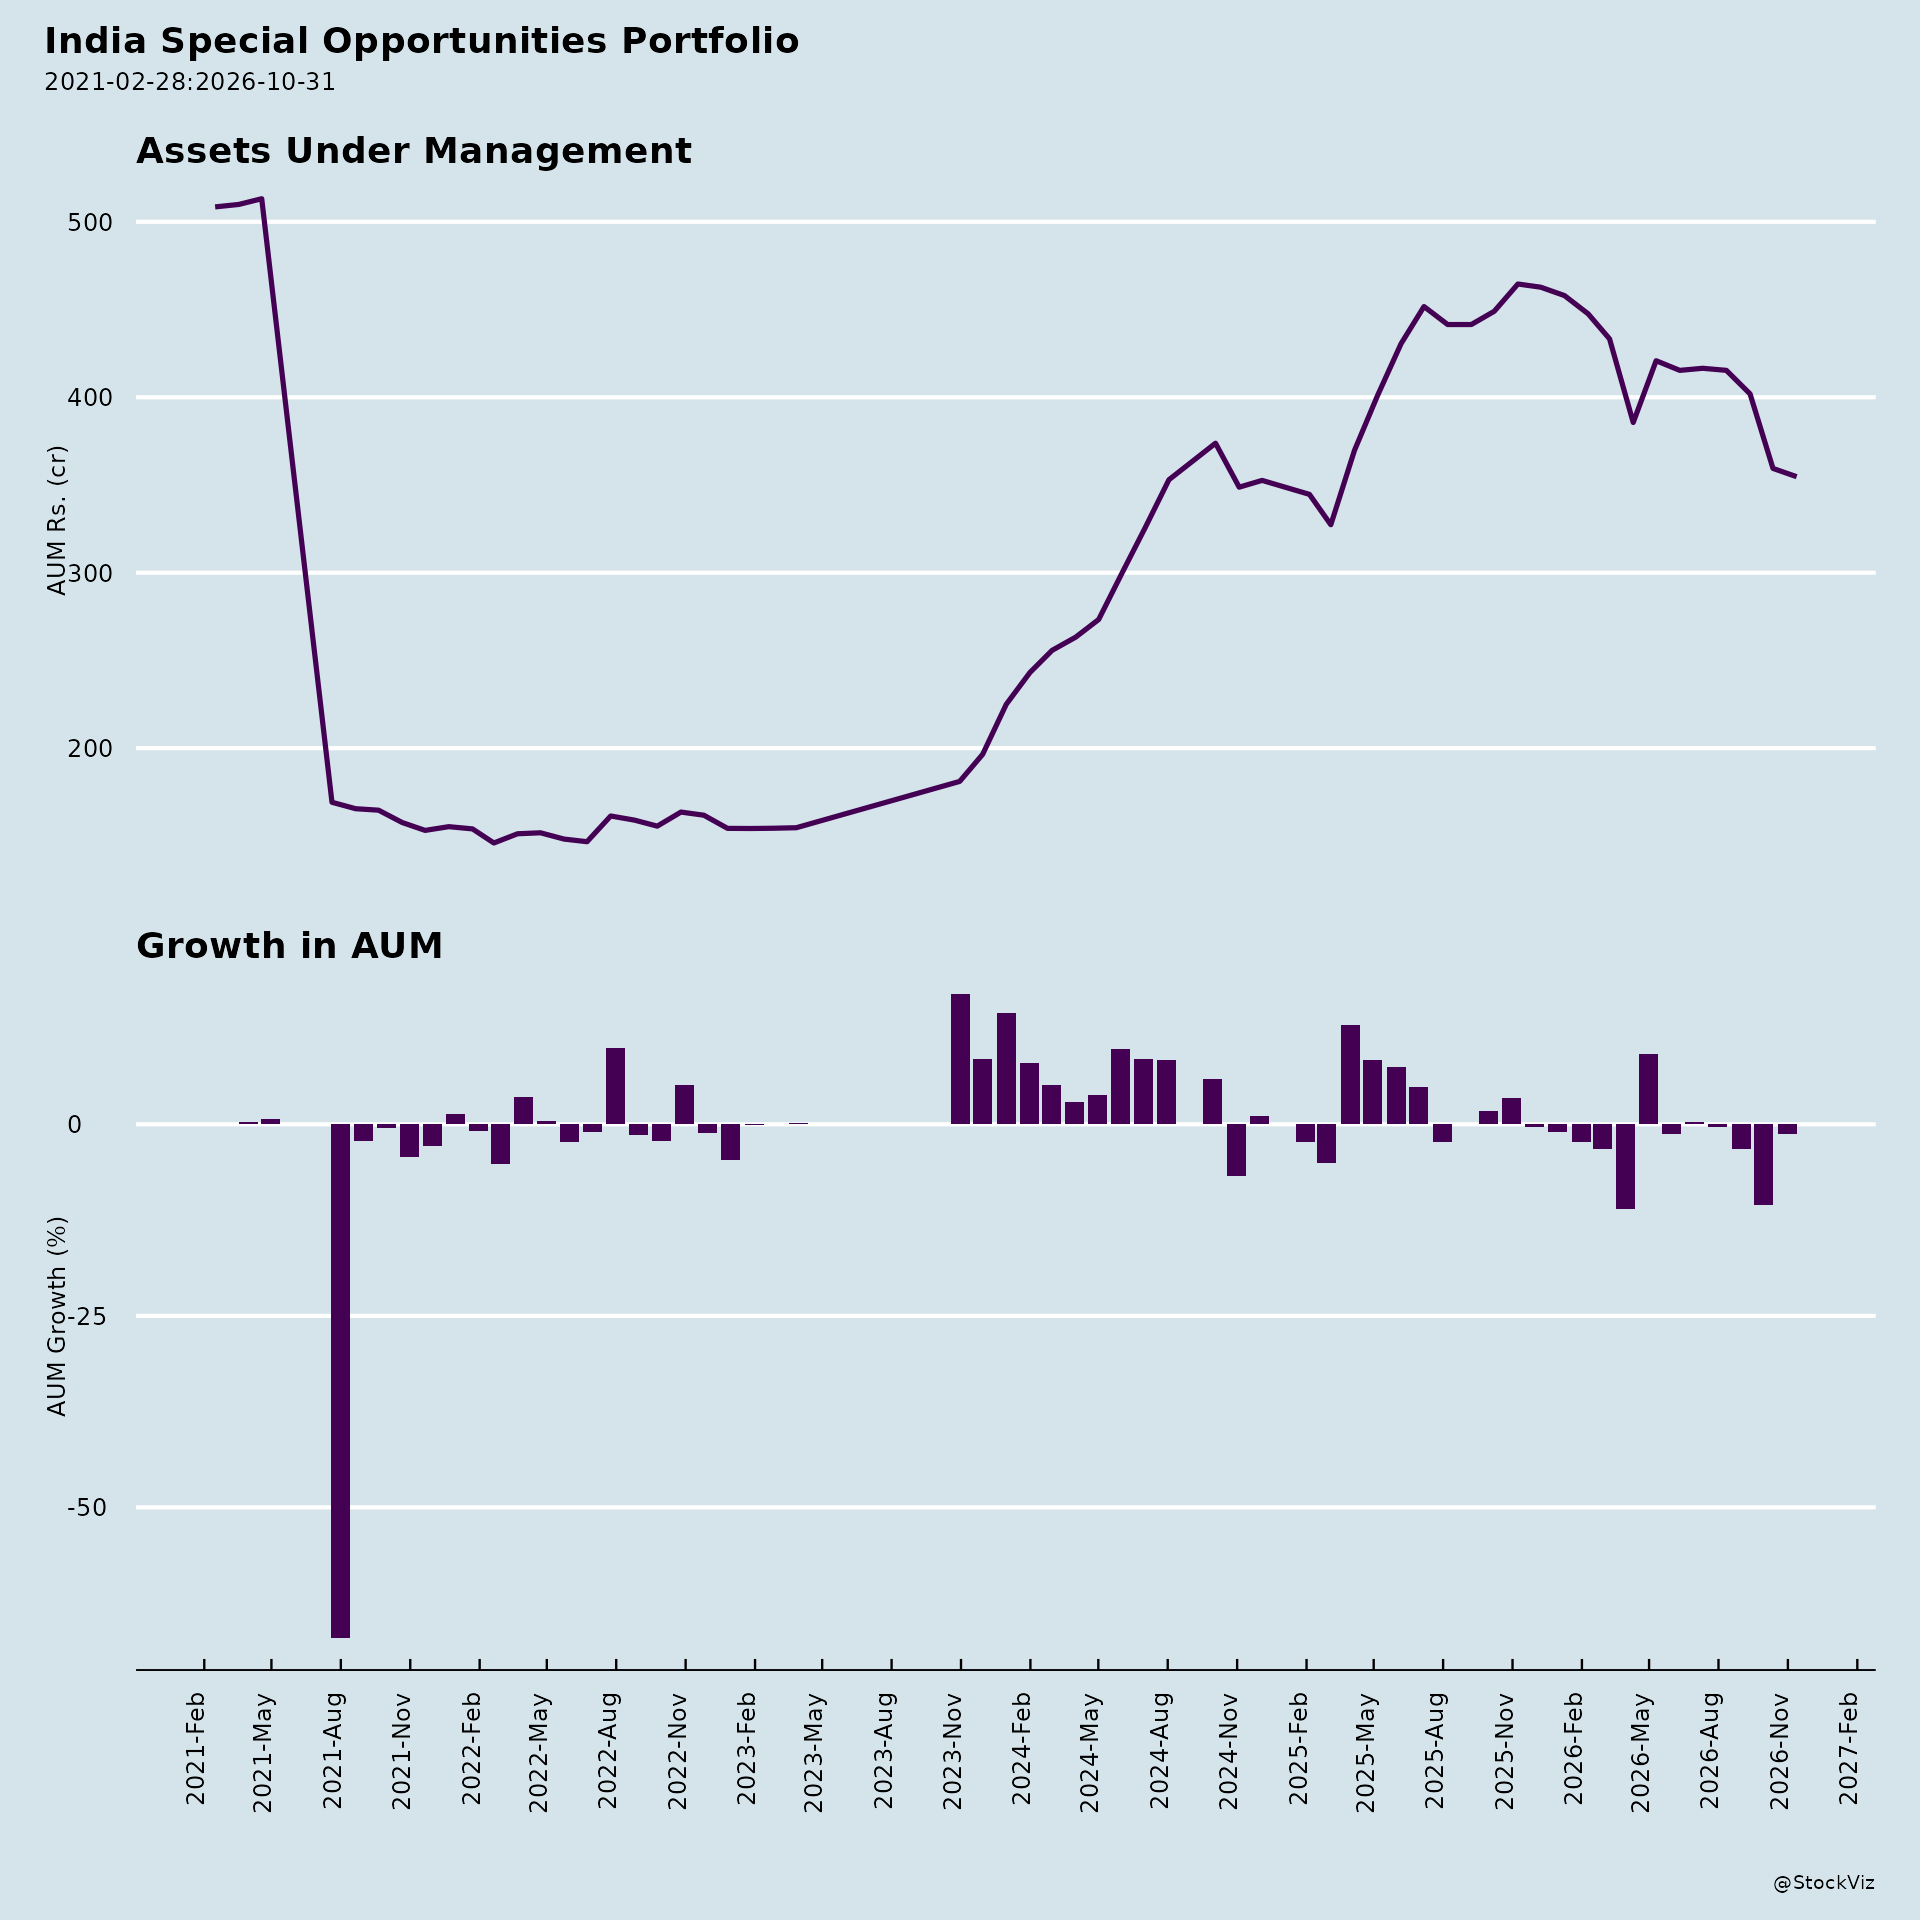 India Special Opportunities Portfolio
2021-02-28:2026-10-31
Assets Under Management
AUM Rs. (cr)
500
400
300
200
Growth in AUM
AUM Growth (%)
0
-25
-50
2021-Feb
2021-May
2021-Aug
2021-Nov
2022-Feb
2022-May
2022-Aug
2022-Nov
2023-Feb
2023-May
2023-Aug
2023-Nov
2024-Feb
2024-May
2024-Aug
2024-Nov
2025-Feb
2025-May
2025-Aug
2025-Nov
2026-Feb
2026-May
2026-Aug
2026-Nov
2027-Feb
@StockViz